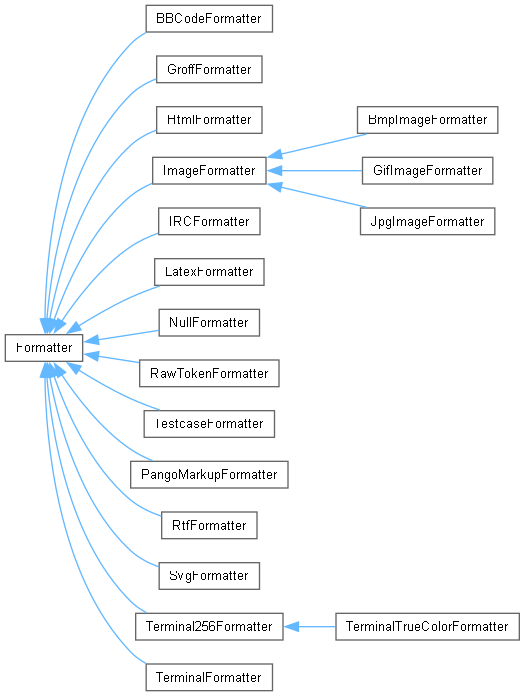 BBCodeFormatter
GroffFormatter
HtmlFormatter
BmpImageFormatter
ImageFormatter
GifImageFormatter
IRCFormatter
JpgImageFormatter
LatexFormatter
NullFormatter
Formatter
RawTokenFormatter
TestcaseFormatter
PangoMarkupFormatter
RtfFormatter
SvgFormatter
Terminal256Formatter
TerminalTrueColorFormatter
TerminalFormatter